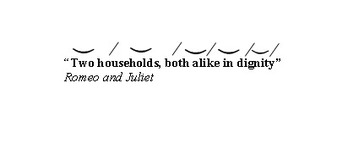 “Two households, both alike in dignity”
Romeo and Juliet